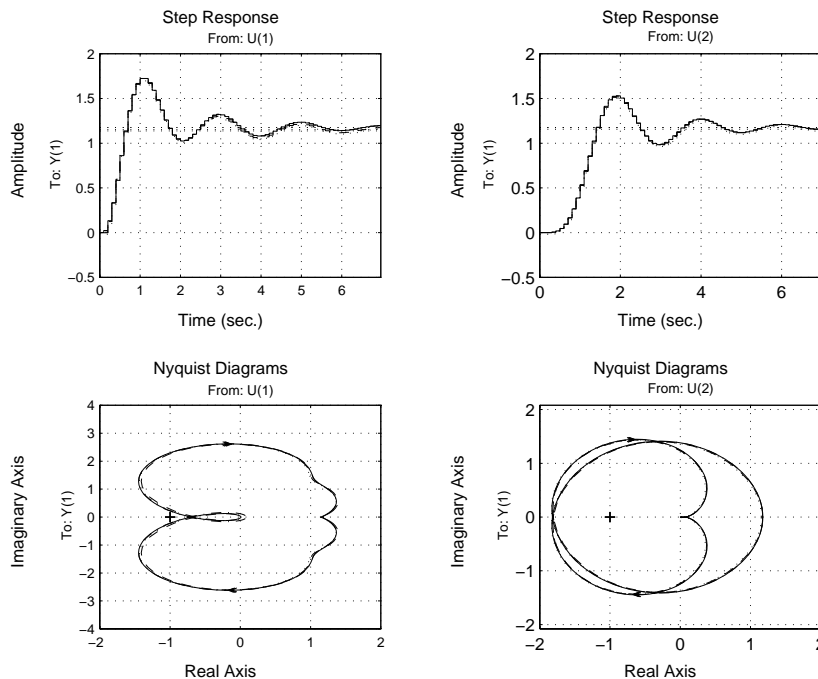 Step Response
From: U(1)
Amplitude
To: Y(1)
2
1.5
1
0.5
0
−0.5
0 1 2 3 4 5 6
Time (sec.)
Step Response
From: U(2)
Amplitude
To: Y(1)
2
1.5
1
0.5
0
−0.5
0 2 4 6
Time (sec.)
Nyquist Diagrams
From: U(1)
Imaginary Axis
To: Y(1)
4
3
2
1
0
−1
−2
−3
−4
−2 −1 0 1 2
Real Axis
Nyquist Diagrams
From: U(2)
Imaginary Axis
To: Y(1)
2
1
0
−1
−2
−2 −1 0 1 2
Real Axis